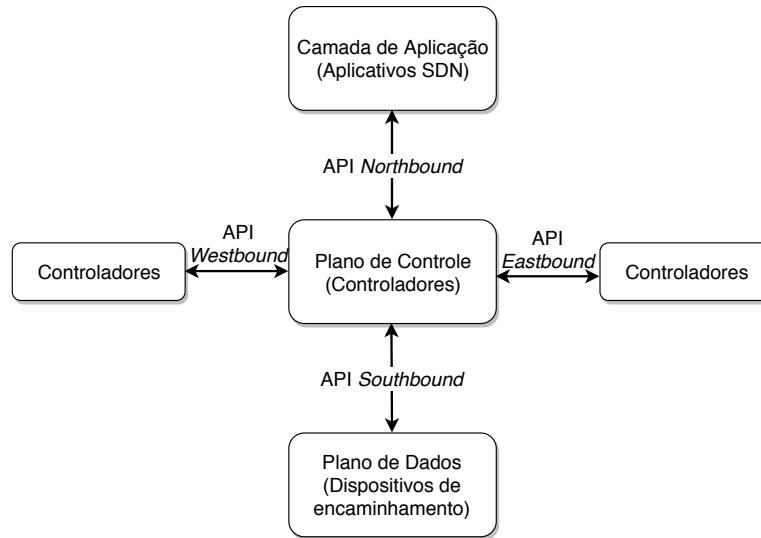 Camada de Aplicação
(Aplicativos SDN)
API Northbound
API
Westbound
API
Eastbound
Controladores
Plano de Controle
(Controladores)
Controladores
API Southbound
Plano de Dados
(Dispositivos de
encaminhamento)